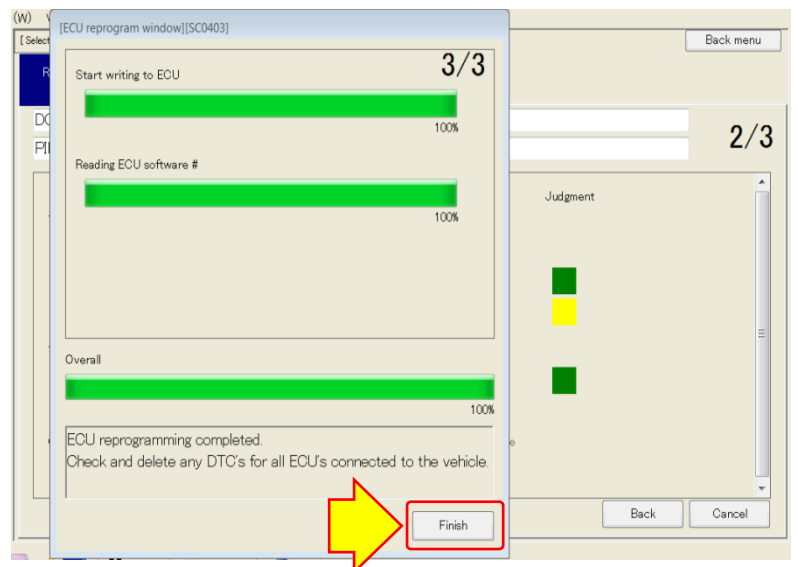 (W)
[ECU reprogram window][SC0403]
[Select
Back menu
3/3
Start writing to ECU
100%
2/3
Reading ECU software #
100%
Judgment
Overall
100%
ECU reprogramming completed.
Check and delete any DTC's for all ECU's connected to the vehicle.
Finish
Back
Cancel